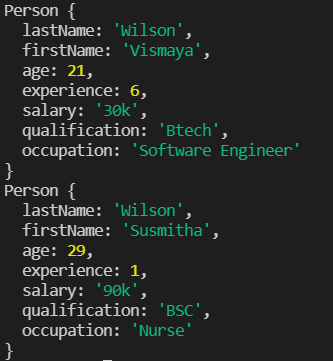 Person {
  lastName: 'Wilson',
  firstName: 'Vismaya',
  age: 21,
  experience: 6,
  salary: '30k',
  qualification: 'Btech',
  occupation: 'Software Engineer'
}
Person {
  lastName: 'Wilson',
  firstName: 'Susmitha',
  age: 29,
  experience: 1,
  salary: '90k',
  qualification: 'BSC',
  occupation: 'Nurse'
}